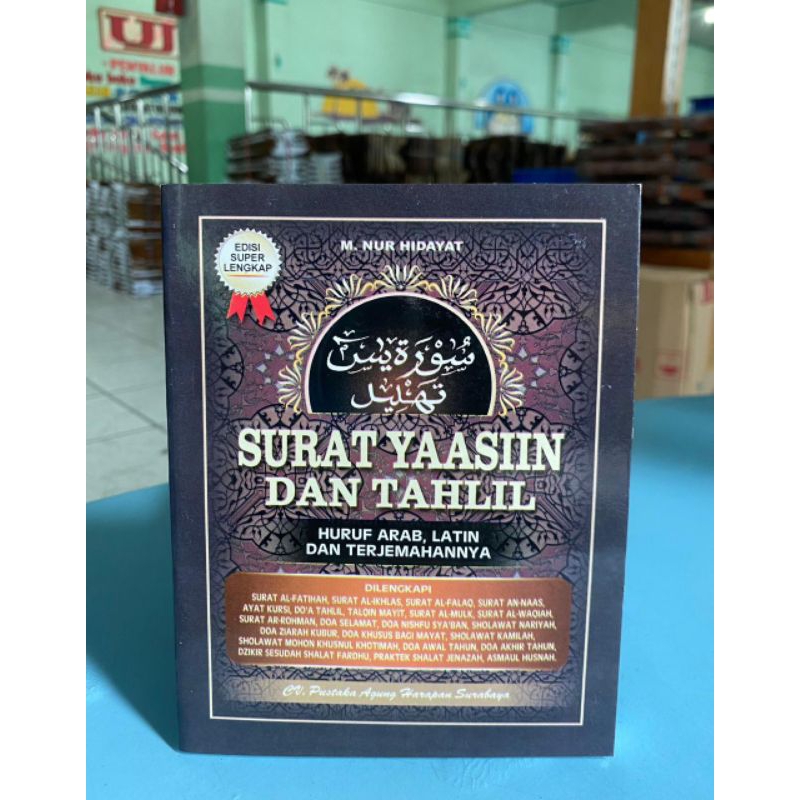 UJ
EDISI
SUPER
LENGKAP
M. NUR HIDAYAT
سُوْرَة يس
تهليل
SURAT YAASIIN
DAN TAHLIL
HURUF ARAB, LATIN
DAN TERJEMAHANNYA
DILENGKAPI
SURAT AL-FATIHAH, SURAT AL-IKHLAS, SURAT AL-FALAQ, SURAT AN-NAAS,
AYAT KURSI, DO'A TAHLIL, TALQIN MAYIT, SURAT AL-MULK, SURAT AL-WAQIAH,
SURAT AR-ROHMAN, DOA SELAMAT, DOA NISHFU SYA'BAN, SHOLAWAT NARIYAH,
DOA ZIARAH KUBUR, DOA KHUSUS BAGI MAYAT, SHOLAWAT KAMILAH,
SHOLAWAT MOHON KHUSNUL KHOTIMAH, DOA AWAL TAHUN, DOA AKHIR TAHUN,
DZIKIR SESUDAH SHALAT FARDHU, PRAKTEK SHALAT JENAZAH, ASMAUL HUSNAH.
CV. Pustaka Agung Harapan Surabaya